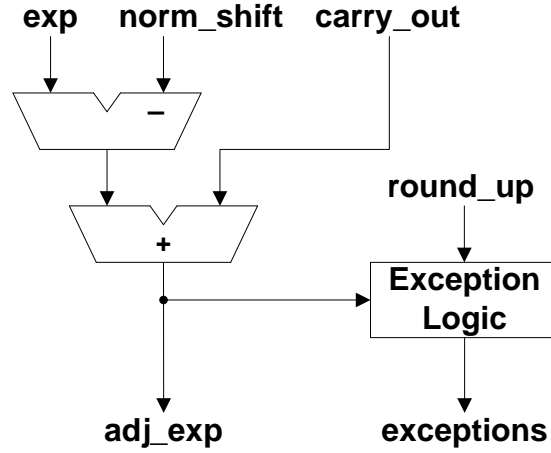 exp norm_shift carry_out
−
round_up
+
Exception
Logic
adj_exp exceptions